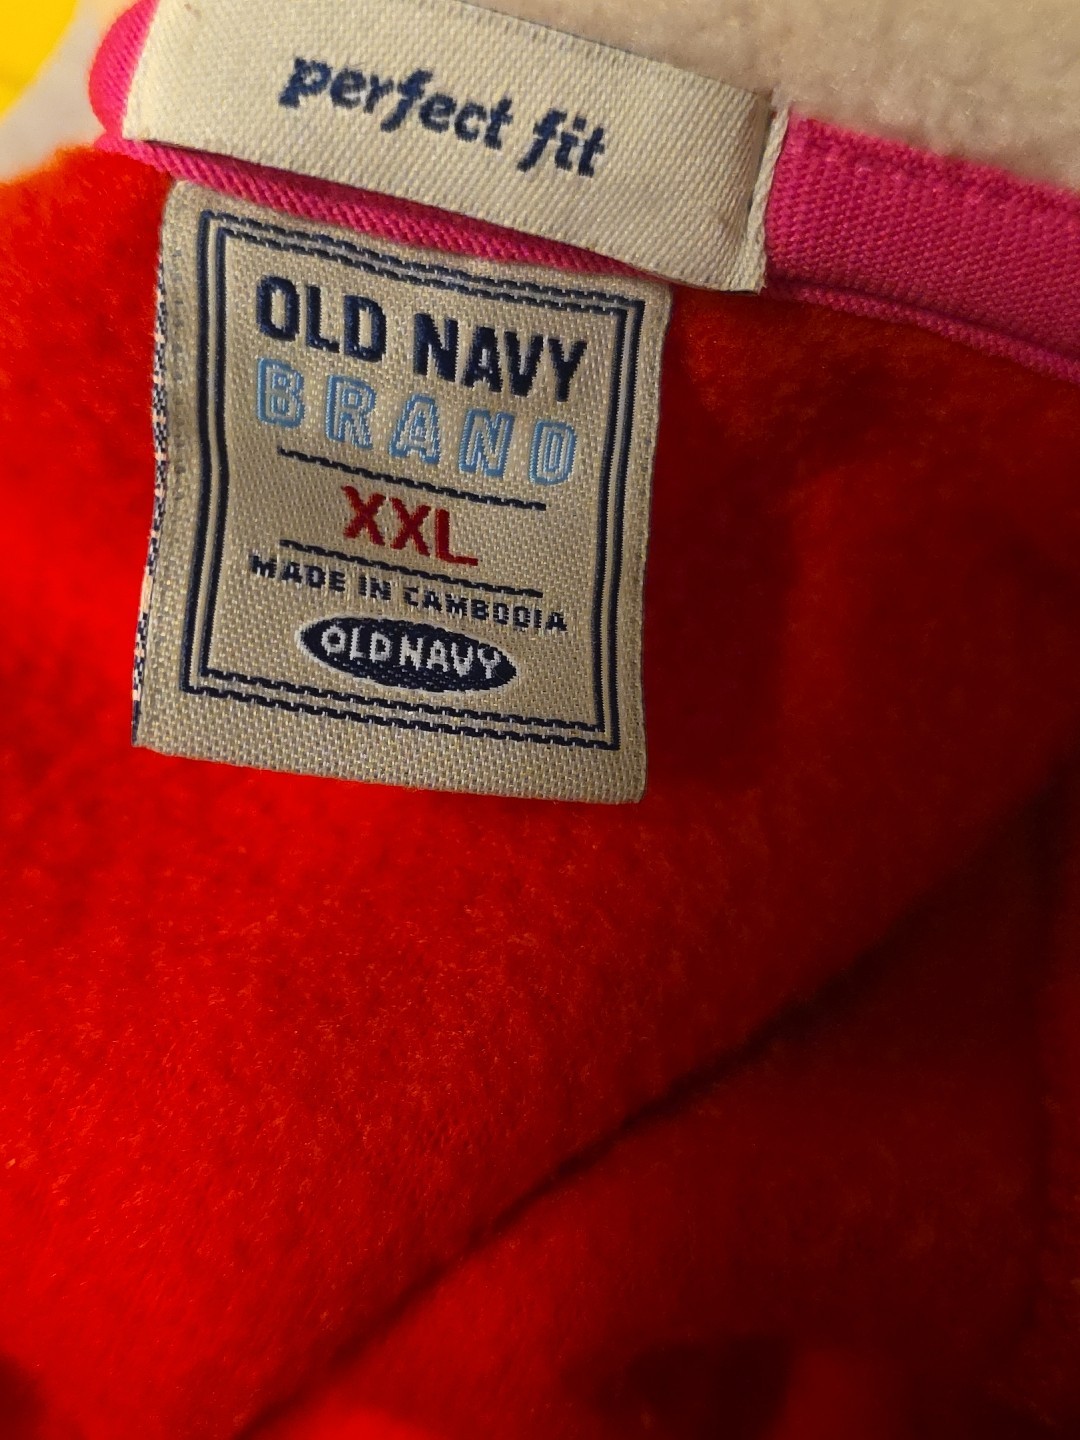 perfect fit
OLD NAVY
BRAND
XXL
MADE IN CAMBODIA
OLD NAVY